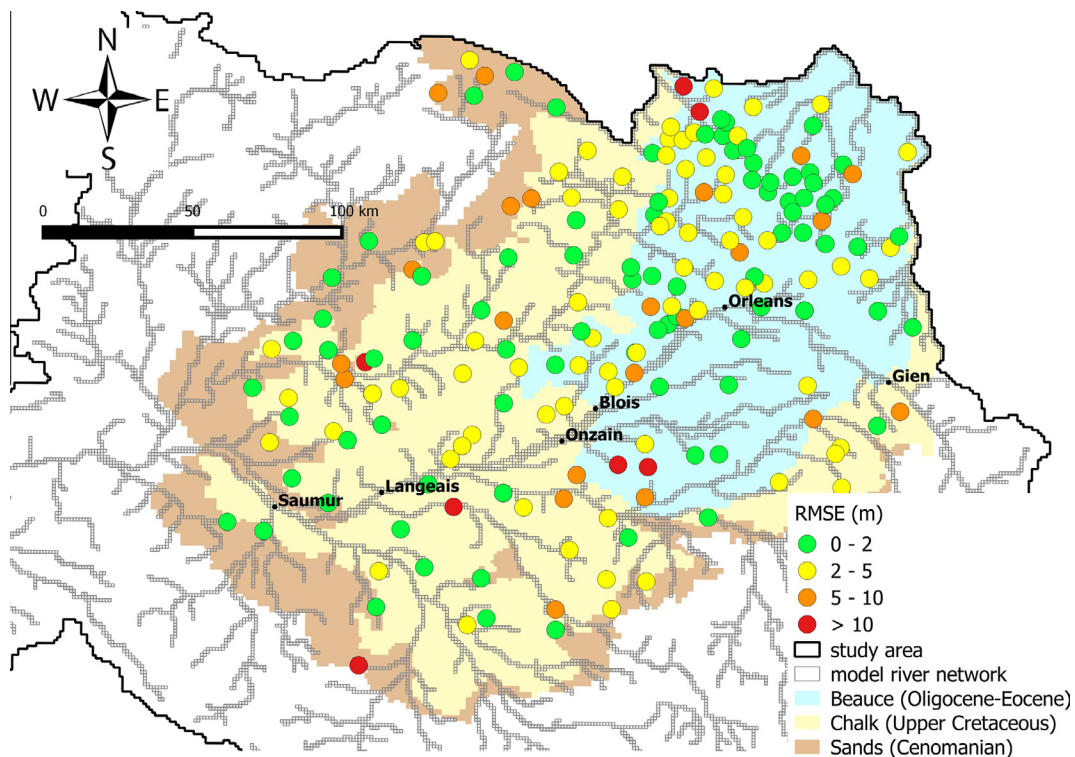 N
W E
S
0 50 100 km
Orleans
Gien
Blois
Onzain
Langeais
Saumur
RMSE (m)
0 - 2
2 - 5
5 - 10
> 10
study area
model river network
Beauce (Oligocene-Eocene)
Chalk (Upper Cretaceous)
Sands (Cenomanian)